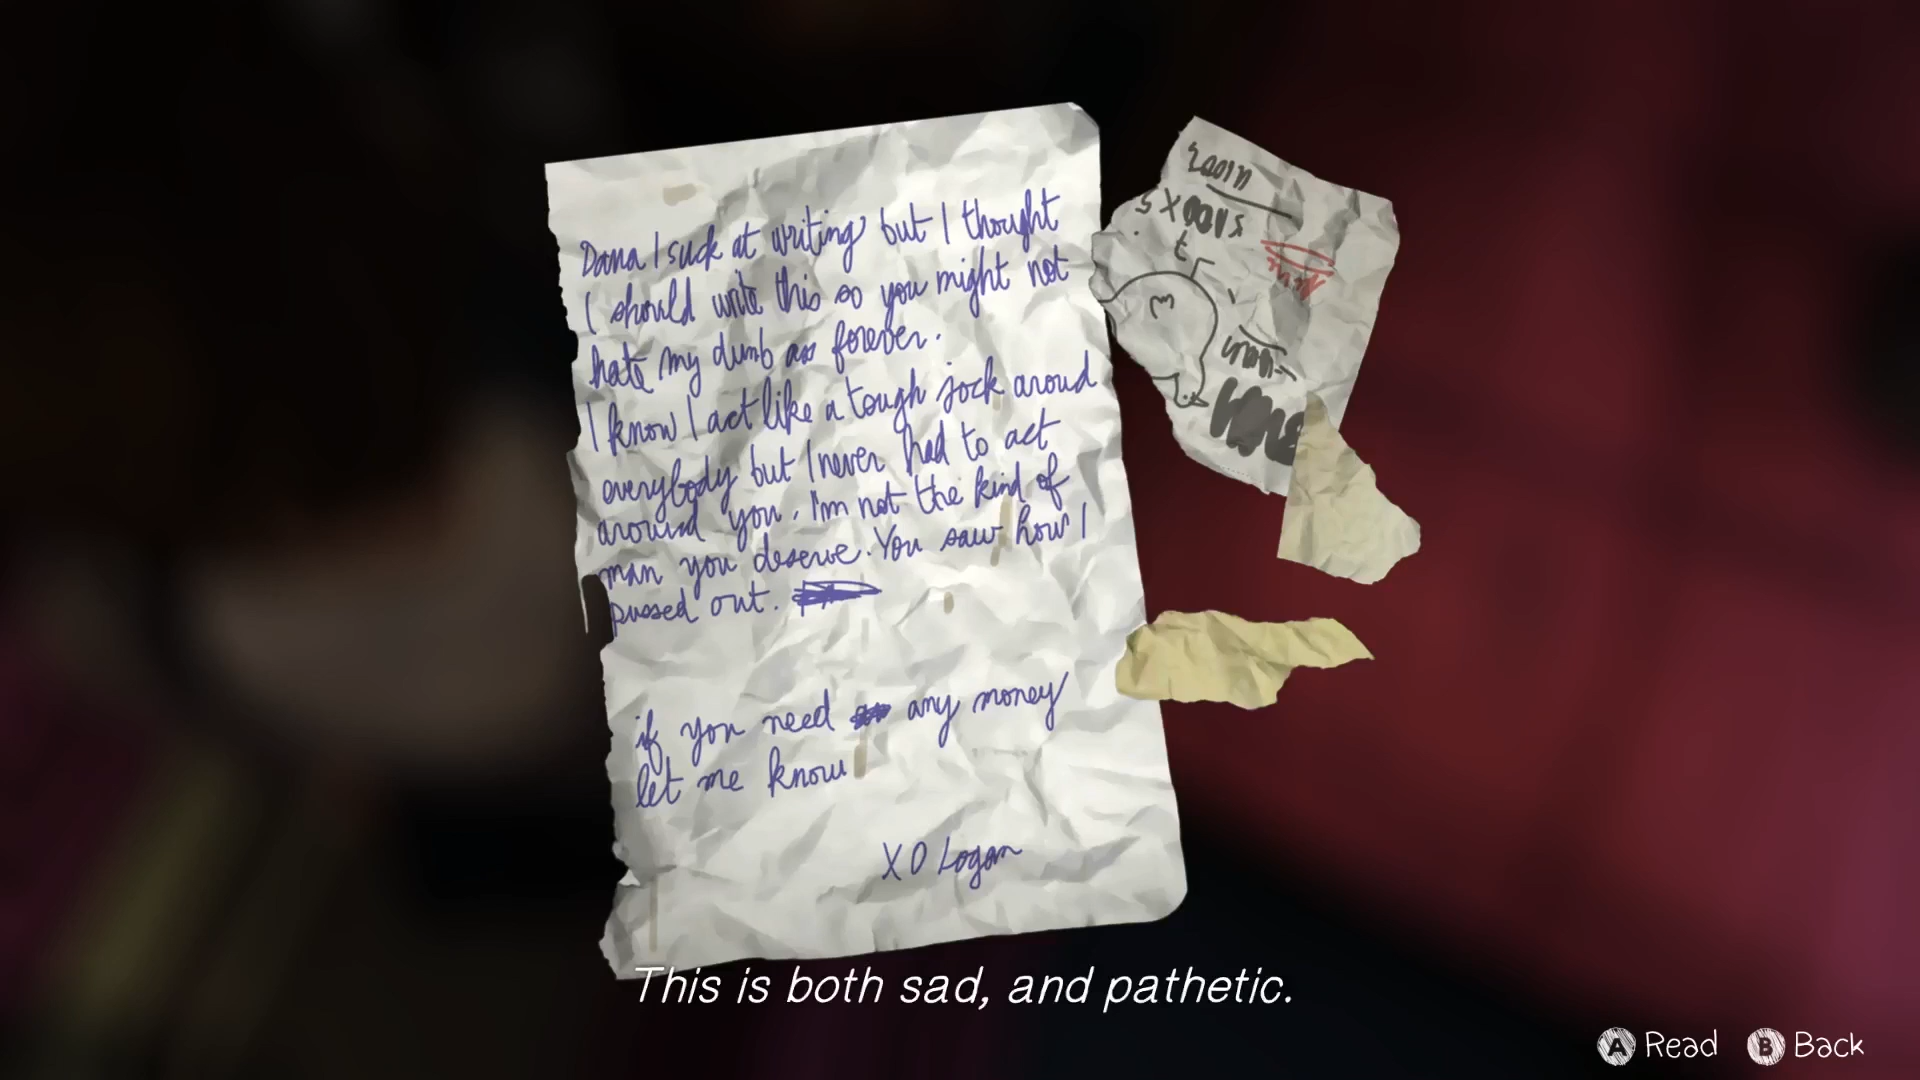 Dana I suck at writing but I thought
I should write this so you might not
hate my dumb ass forever.
I know I act like a tough jock aroud
everybody but I never had to act
around you. I'm not the kind of
man you deserve. You saw how I
pussed out.
if you need any money
let me know
XO Logan
This is both sad, and pathetic.
A Read B Back